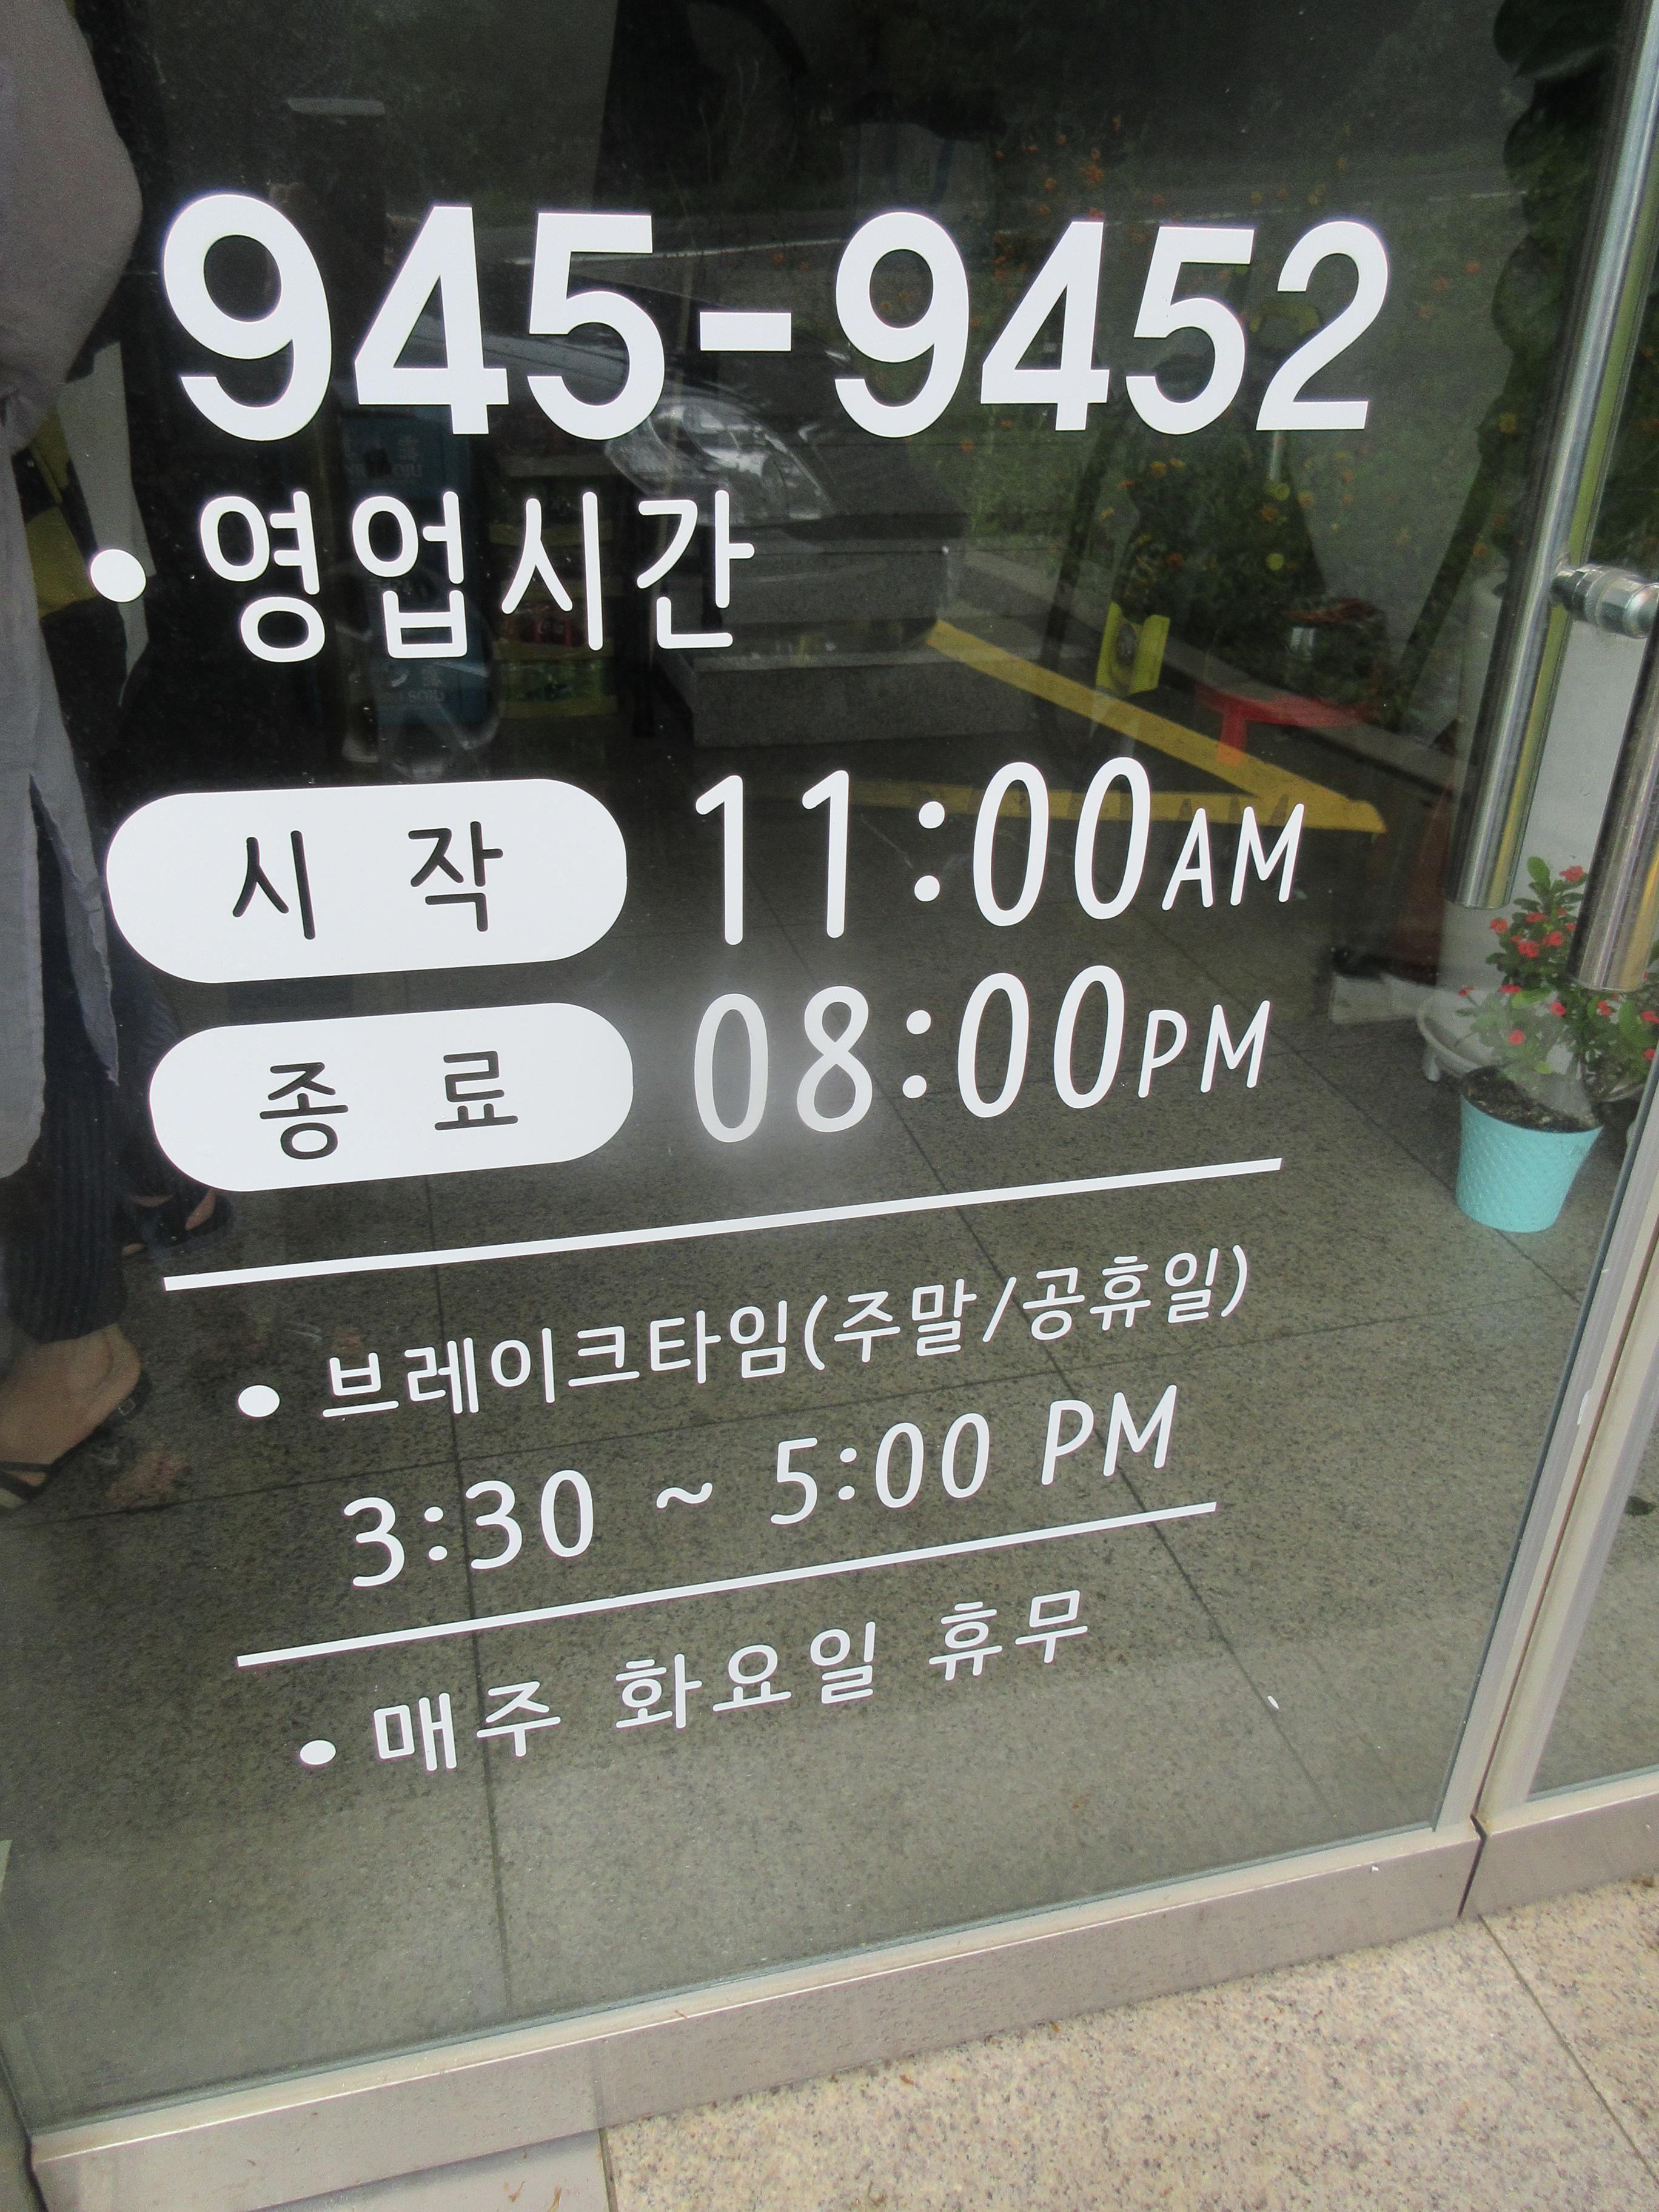 945-9452
• 영업시간
시 작 11:00AM
종 료 08:00PM
• 브레이크타임(주말/공휴일)
3:30 ~ 5:00 PM
• 매주 화요일 휴무